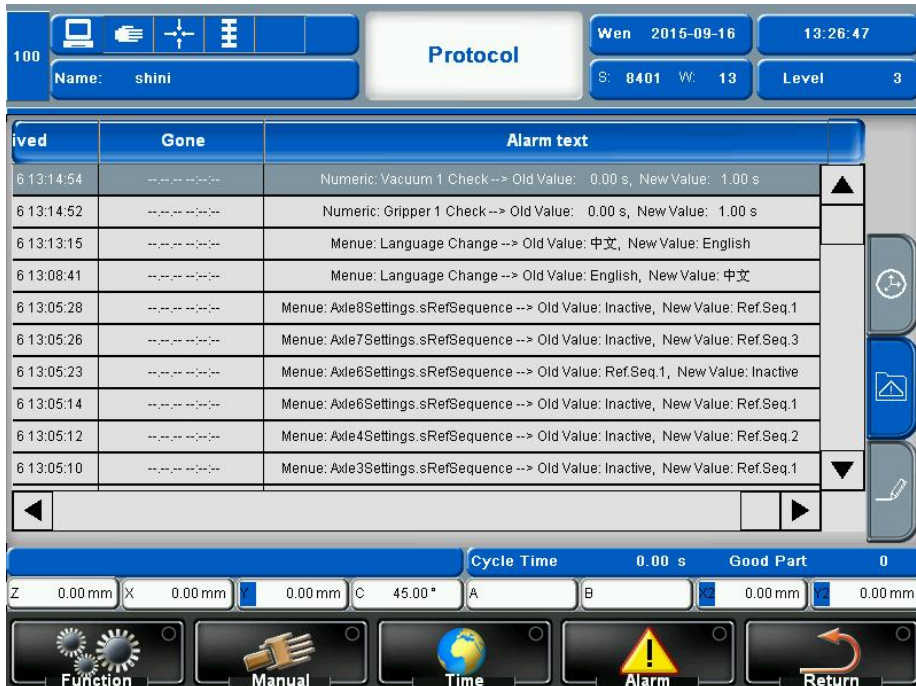 100
Name: shini
Protocol
Wen 2015-09-16
13:26:47
S: 8401 W: 13
Level 3
ived Gone Alarm text
6 13:14:54 --.--.-- --:--:-- Numeric: Vacuum 1 Check --> Old Value: 0.00 s, New Value: 1.00 s
6 13:14:52 --.--.-- --:--:-- Numeric: Gripper 1 Check --> Old Value: 0.00 s, New Value: 1.00 s
6 13:13:15 --.--.-- --:--:-- Menue: Language Change --> Old Value: 中文, New Value: English
6 13:08:41 --.--.-- --:--:-- Menue: Language Change --> Old Value: English, New Value: 中文
6 13:05:28 --.--.-- --:--:-- Menue: Axle8Settings.sRefSequence --> Old Value: Inactive, New Value: Ref.Seq.1
6 13:05:26 --.--.-- --:--:-- Menue: Axle7Settings.sRefSequence --> Old Value: Inactive, New Value: Ref.Seq.3
6 13:05:23 --.--.-- --:--:-- Menue: Axle6Settings.sRefSequence --> Old Value: Ref.Seq.1, New Value: Inactive
6 13:05:14 --.--.-- --:--:-- Menue: Axle6Settings.sRefSequence --> Old Value: Inactive, New Value: Ref.Seq.1
6 13:05:12 --.--.-- --:--:-- Menue: Axle4Settings.sRefSequence --> Old Value: Inactive, New Value: Ref.Seq.2
6 13:05:10 --.--.-- --:--:-- Menue: Axle3Settings.sRefSequence --> Old Value: Inactive, New Value: Ref.Seq.1
Cycle Time 0.00 s Good Part 0
Z 0.00 mm X 0.00 mm Y 0.00 mm C 45.00 ° A B X2 0.00 mm Y2 0.00 mm
Function Manual Time Alarm Return